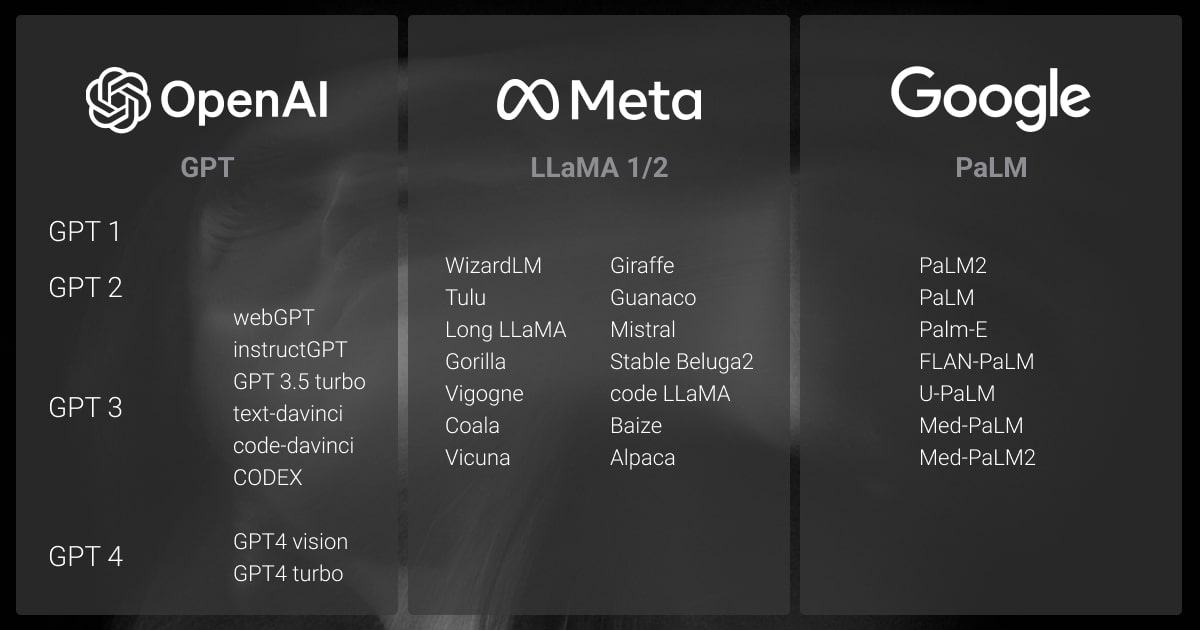 OpenAI
GPT
GPT 1
GPT 2
webGPT
instructGPT
GPT 3.5 turbo
GPT 3
text-davinci
code-davinci
CODEX
GPT 4
GPT4 vision
GPT4 turbo
Meta
LLaMA 1/2
WizardLM
Tulu
Long LLaMA
Gorilla
Vigogne
Coala
Vicuna
Giraffe
Guanaco
Mistral
Stable Beluga2
code LLaMA
Baize
Alpaca
Google
PaLM
PaLM2
PaLM
Palm-E
FLAN-PaLM
U-PaLM
Med-PaLM
Med-PaLM2